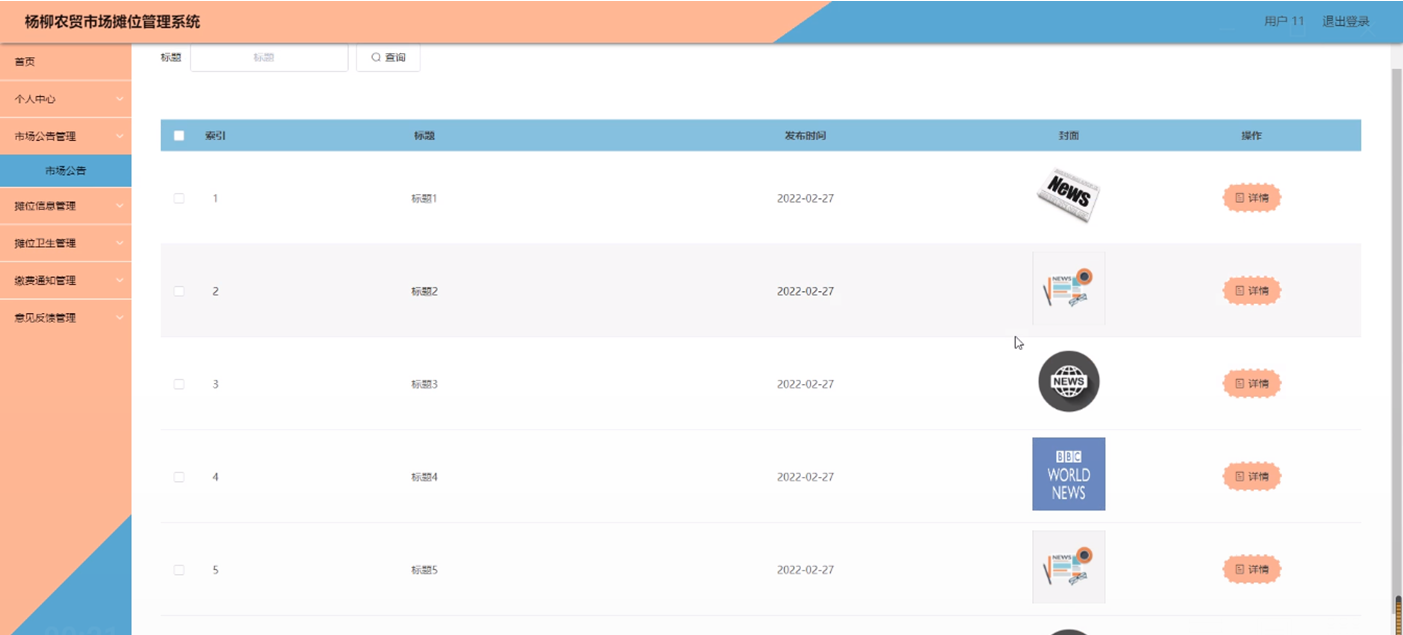 杨柳农贸市场摊位管理系统
用户 11 退出登录
首页
个人中心
市场公告管理
市场公告
摊位信息管理
摊位卫生管理
缴费通知管理
意见反馈管理
标题 标题 查询
索引 标题 发布时间 封面 操作
1 标题1 2022-02-27 News 详情
2 标题2 2022-02-27 NEWS 详情
3 标题3 2022-02-27 NEWS 详情
4 标题4 2022-02-27 BBC WORLD NEWS 详情
5 标题5 2022-02-27 NEWS 详情